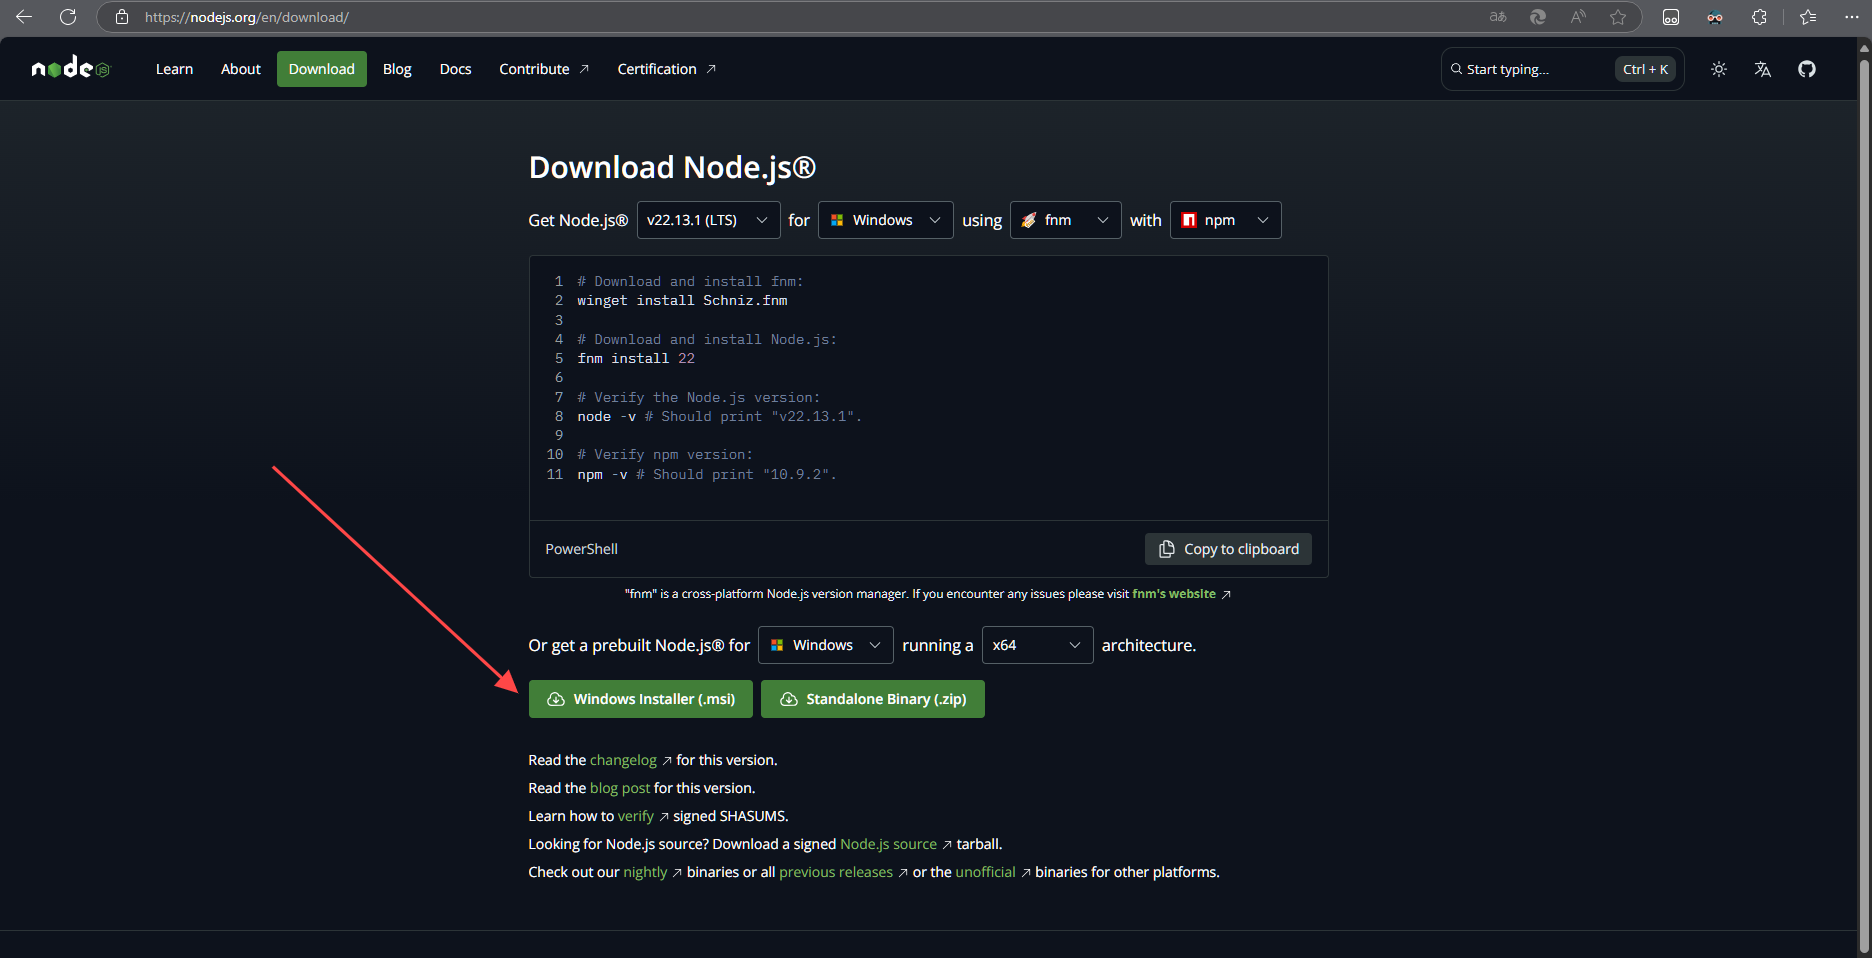 https://nodejs.org/en/download/
node JS Learn About Download Blog Docs Contribute Certification Start typing... Ctrl + K
Download Node.js®
Get Node.js® v22.13.1 (LTS) for Windows using fnm with npm
1 # Download and install fnm:
2 winget install Schniz.fnm
3
4 # Download and install Node.js:
5 fnm install 22
6
7 # Verify the Node.js version:
8 node -v # Should print "v22.13.1".
9
10 # Verify npm version:
11 npm -v # Should print "10.9.2".
PowerShell Copy to clipboard
"fnm" is a cross-platform Node.js version manager. If you encounter any issues please visit fnm's website
Or get a prebuilt Node.js® for Windows running a x64 architecture.
Windows Installer (.msi) Standalone Binary (.zip)
Read the changelog for this version.
Read the blog post for this version.
Learn how to verify signed SHASUMS.
Looking for Node.js source? Download a signed Node.js source tarball.
Check out our nightly binaries or all previous releases or the unofficial binaries for other platforms.